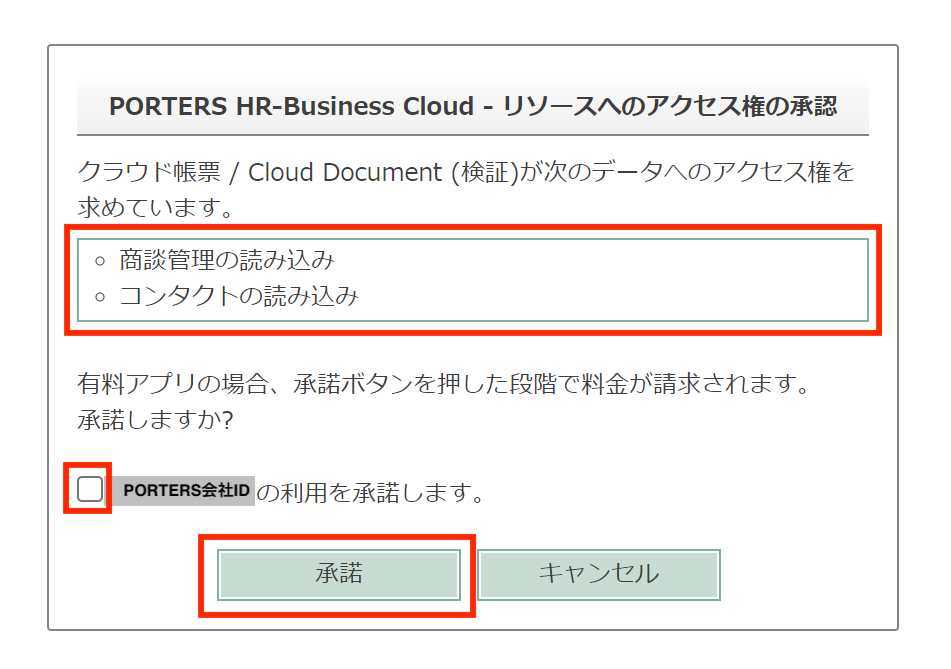 PORTERS HR-Business Cloud - リソースへのアクセス権の承認
クラウド帳票 / Cloud Document (検証)が次のデータへのアクセス権を
求めています。
商談管理の読み込み
コンタクトの読み込み
有料アプリの場合、承諾ボタンを押した段階で料金が請求されます。
承諾しますか?
PORTERS会社IDの利用を承諾します。
承諾 キャンセル